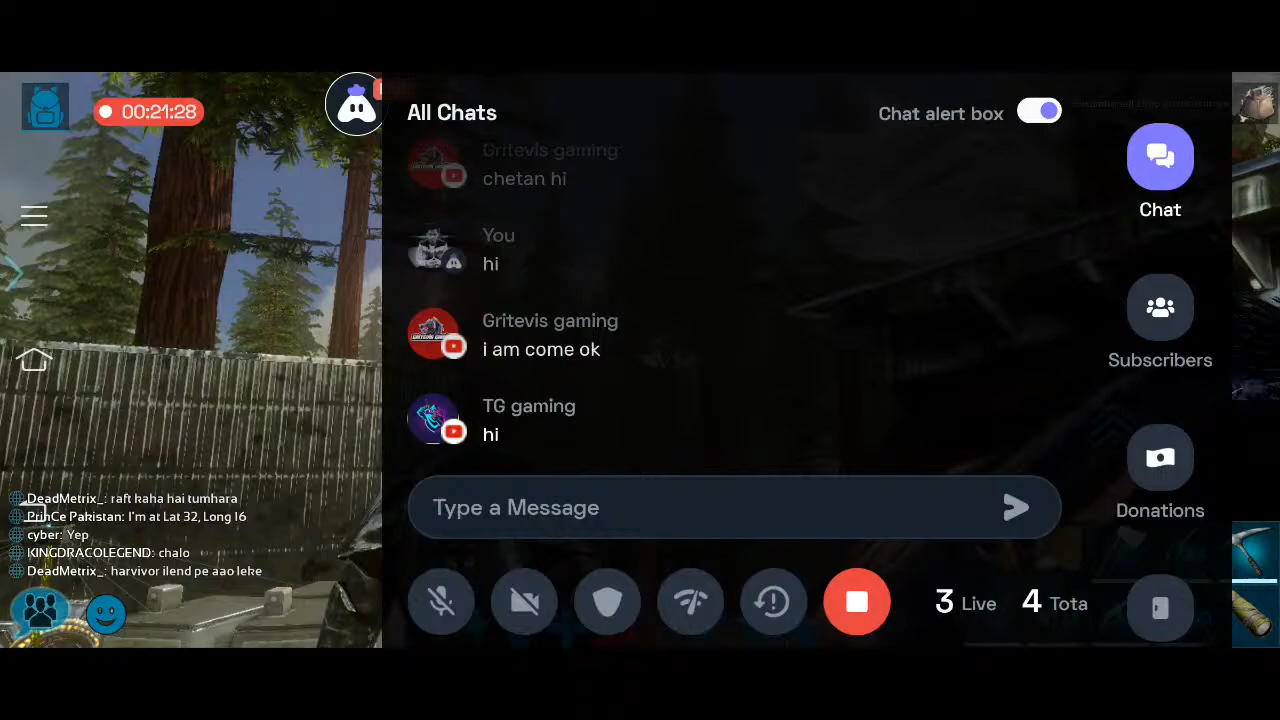 00:21:28
All Chats
Chat alert box
Gritevis gaming
chetan hi
Chat
You
hi
Gritevis gaming
i am come ok
Subscribers
TG gaming
hi
DeadMetrix_: raft kaha hai tumhara
PrinCe Pakistan: I'm at Lat 32, Long 16
cyber: Yep
KINGDRACOLEGEND: chalo
DeadMetrix_: harvivor ilend pe aao leke
Type a Message
Donations
3 Live 4 Tota